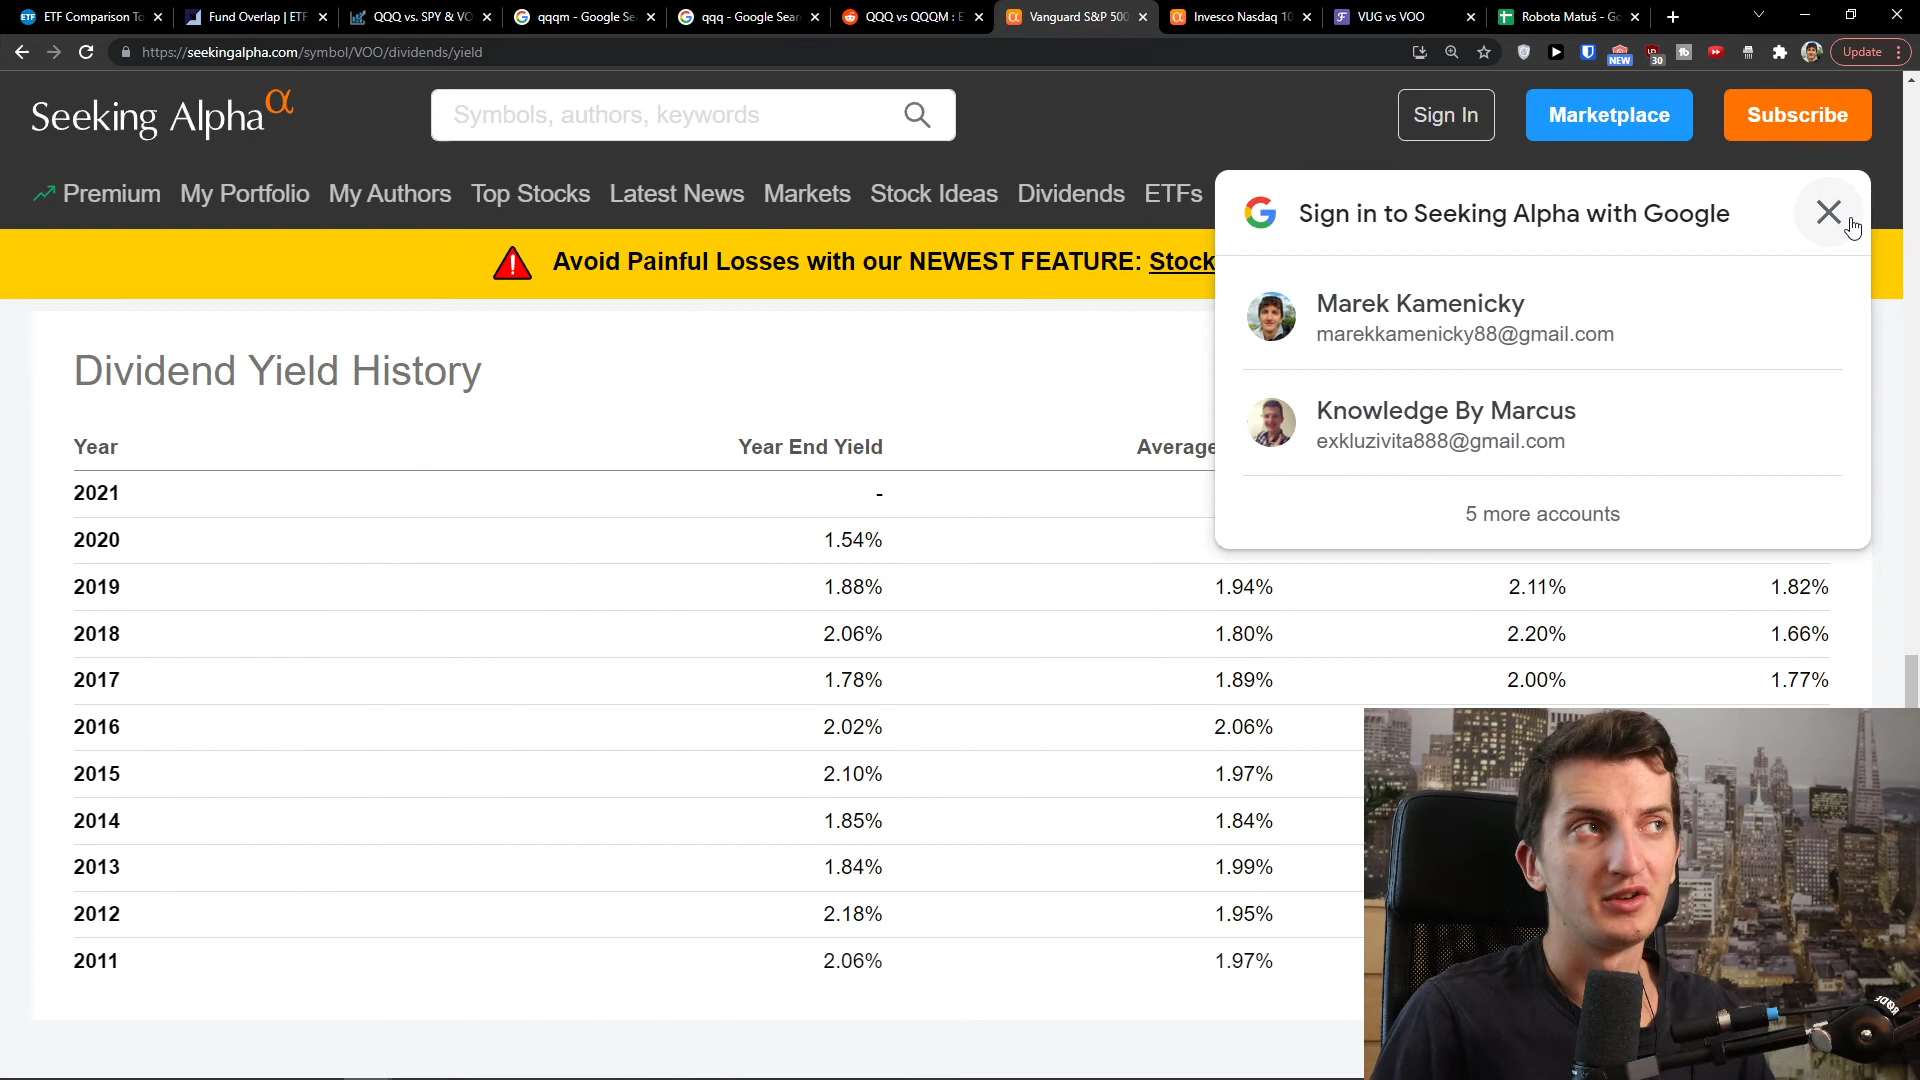 ETF Comparison To
Fund Overlap | ETF
QQQ vs. SPY & VO
qqqm - Google Se
qqq - Google Sear
QQQ vs QQQM : E
Vanguard S&P 500
Invesco Nasdaq 10
VUG vs VOO
Robota Matuš - Go
https://seekingalpha.com/symbol/VOO/dividends/yield
NEW
30
Update
Seeking Alpha α
Symbols, authors, keywords
Sign In
Marketplace
Subscribe
Premium
My Portfolio
My Authors
Top Stocks
Latest News
Markets
Stock Ideas
Dividends
ETFs
Avoid Painful Losses with our NEWEST FEATURE: Stock
Sign in to Seeking Alpha with Google
Marek Kamenicky
marekkamenicky88@gmail.com
Knowledge By Marcus
exkluzivita888@gmail.com
5 more accounts
Dividend Yield History
Year Year End Yield Average
2021 -
2020 1.54%
2019 1.88% 1.94% 2.11% 1.82%
2018 2.06% 1.80% 2.20% 1.66%
2017 1.78% 1.89% 2.00% 1.77%
2016 2.02% 2.06%
2015 2.10% 1.97%
2014 1.85% 1.84%
2013 1.84% 1.99%
2012 2.18% 1.95%
2011 2.06% 1.97%
RØDE